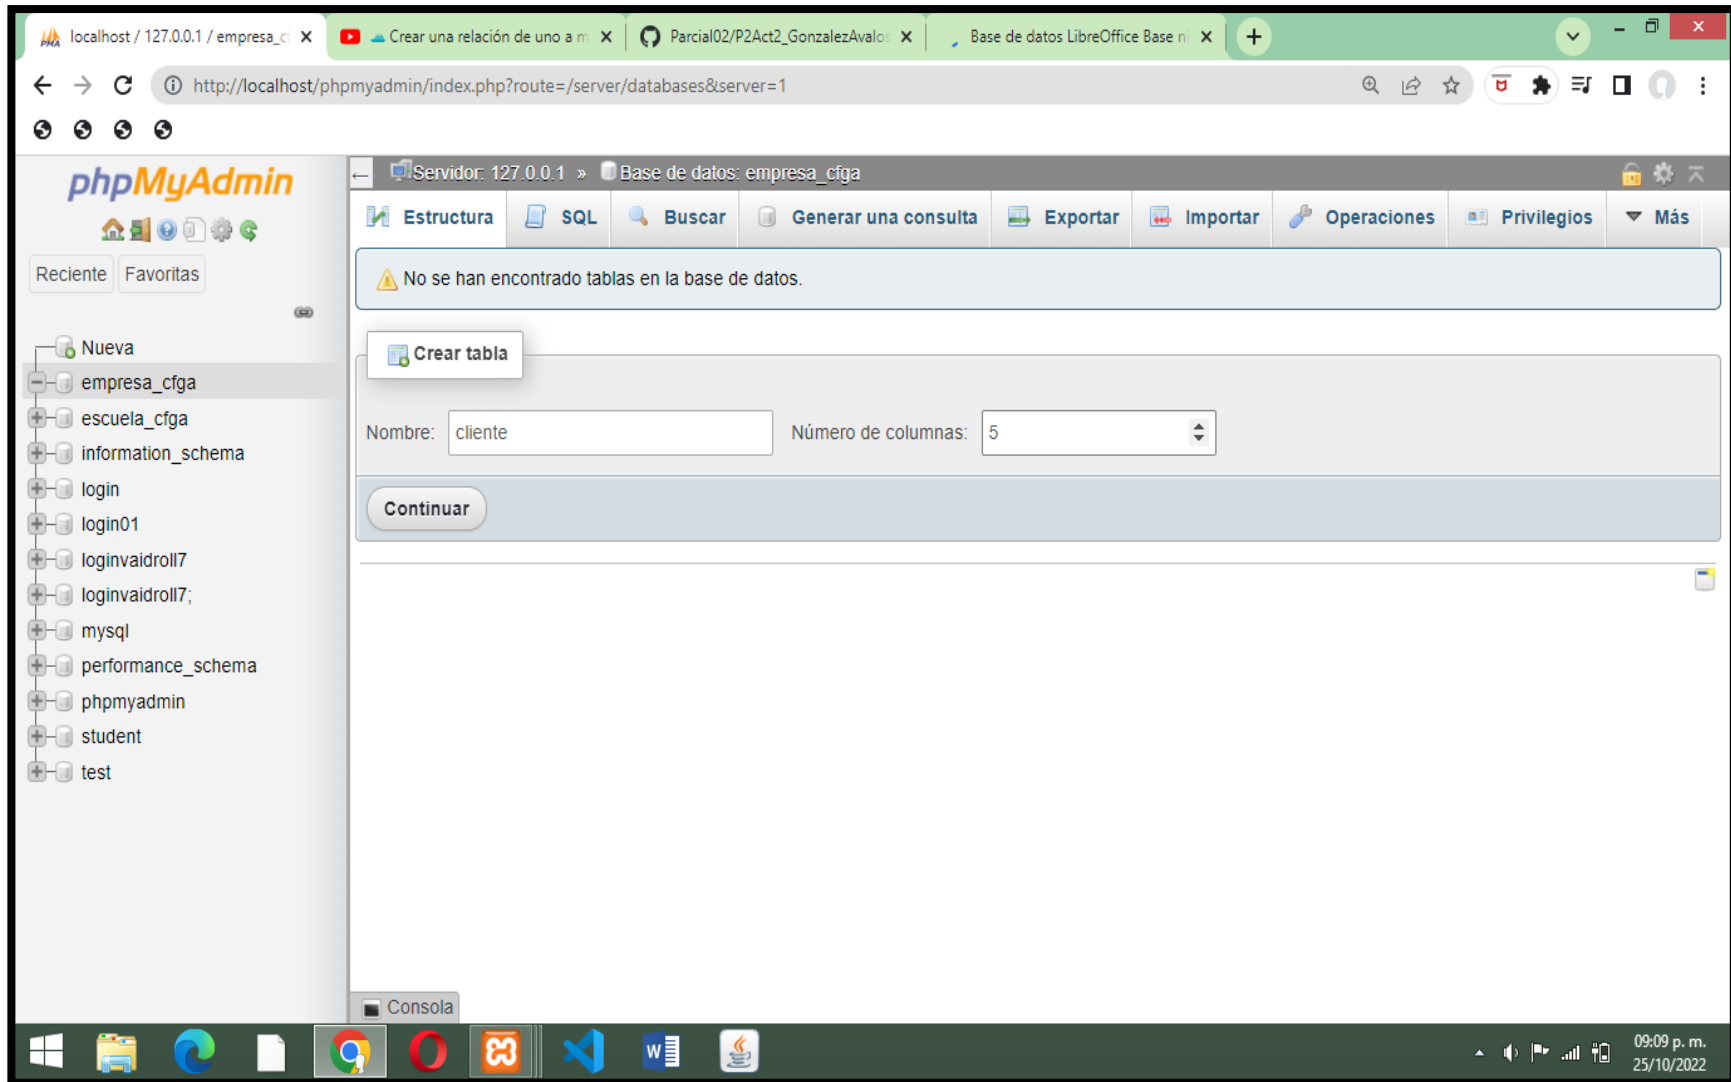 localhost / 127.0.0.1 / empresa_c
Crear una relación de uno a m
Parcial02/P2Act2_GonzalezAvalos
Base de datos LibreOffice Base n
http://localhost/phpmyadmin/index.php?route=/server/databases&server=1
phpMyAdmin
Reciente
Favoritas
Nueva
empresa_cfga
escuela_cfga
information_schema
login
login01
loginvaidroll7
loginvaidroll7;
mysql
performance_schema
phpmyadmin
student
test
Servidor: 127.0.0.1 » Base de datos: empresa_cfga
Estructura
SQL
Buscar
Generar una consulta
Exportar
Importar
Operaciones
Privilegios
Más
No se han encontrado tablas en la base de datos.
Crear tabla
Nombre: cliente
Número de columnas: 5
Continuar
Consola
09:09 p. m.
25/10/2022